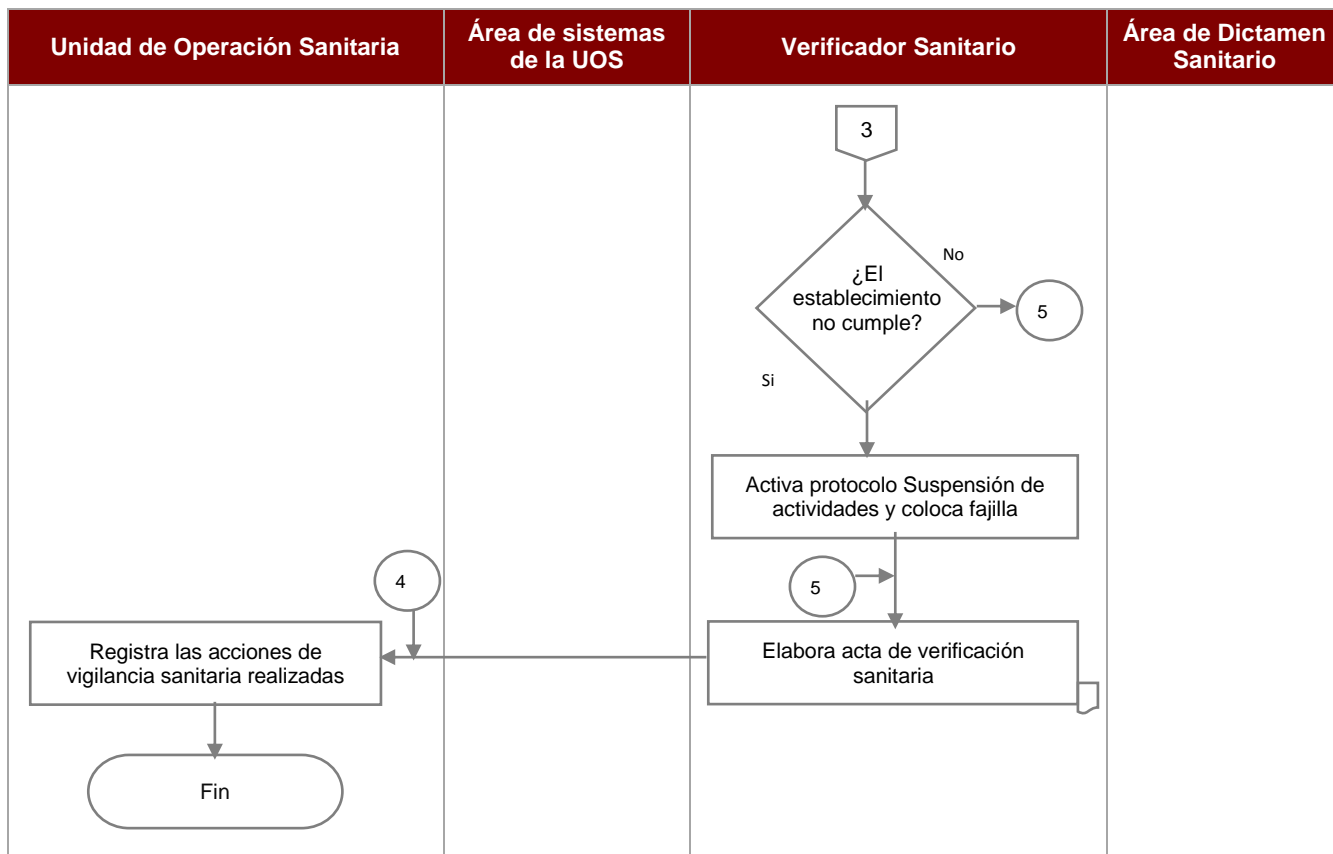 Unidad de Operación Sanitaria
Área de sistemas
de la UOS
Verificador Sanitario
Área de Dictamen
Sanitario
3
¿El
establecimiento
no cumple?
No
5
Si
Activa protocolo Suspensión de
actividades y coloca fajilla
4
5
Registra las acciones de
vigilancia sanitaria realizadas
Elabora acta de verificación
sanitaria
Fin